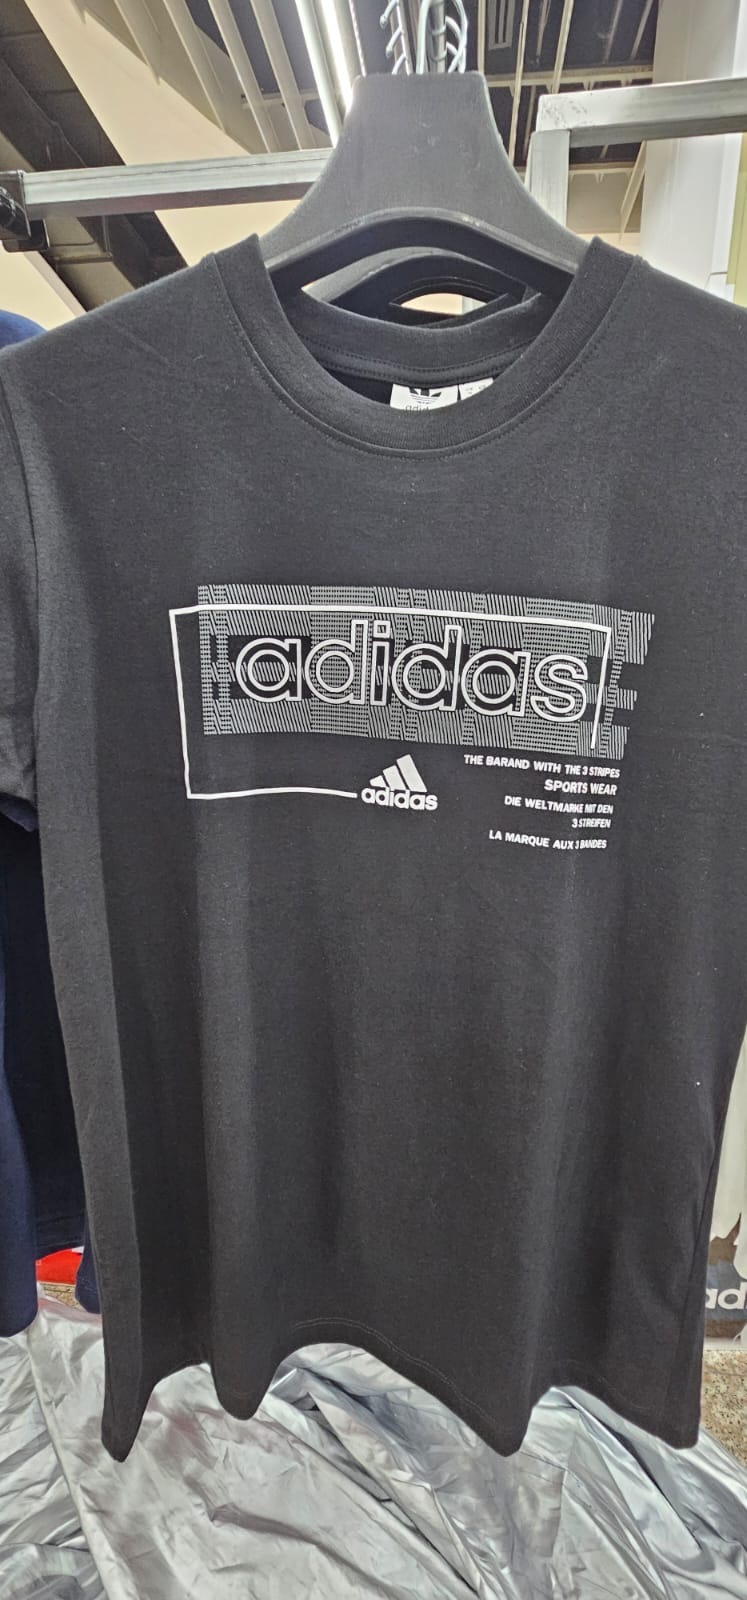 adidas
adidas
THE BARAND WITH THE 3 STRIPES
SPORTS WEAR
DIE WELTMARKE MIT DEN
3 STREIFEN
LA MARQUE AUX 3 BANDES